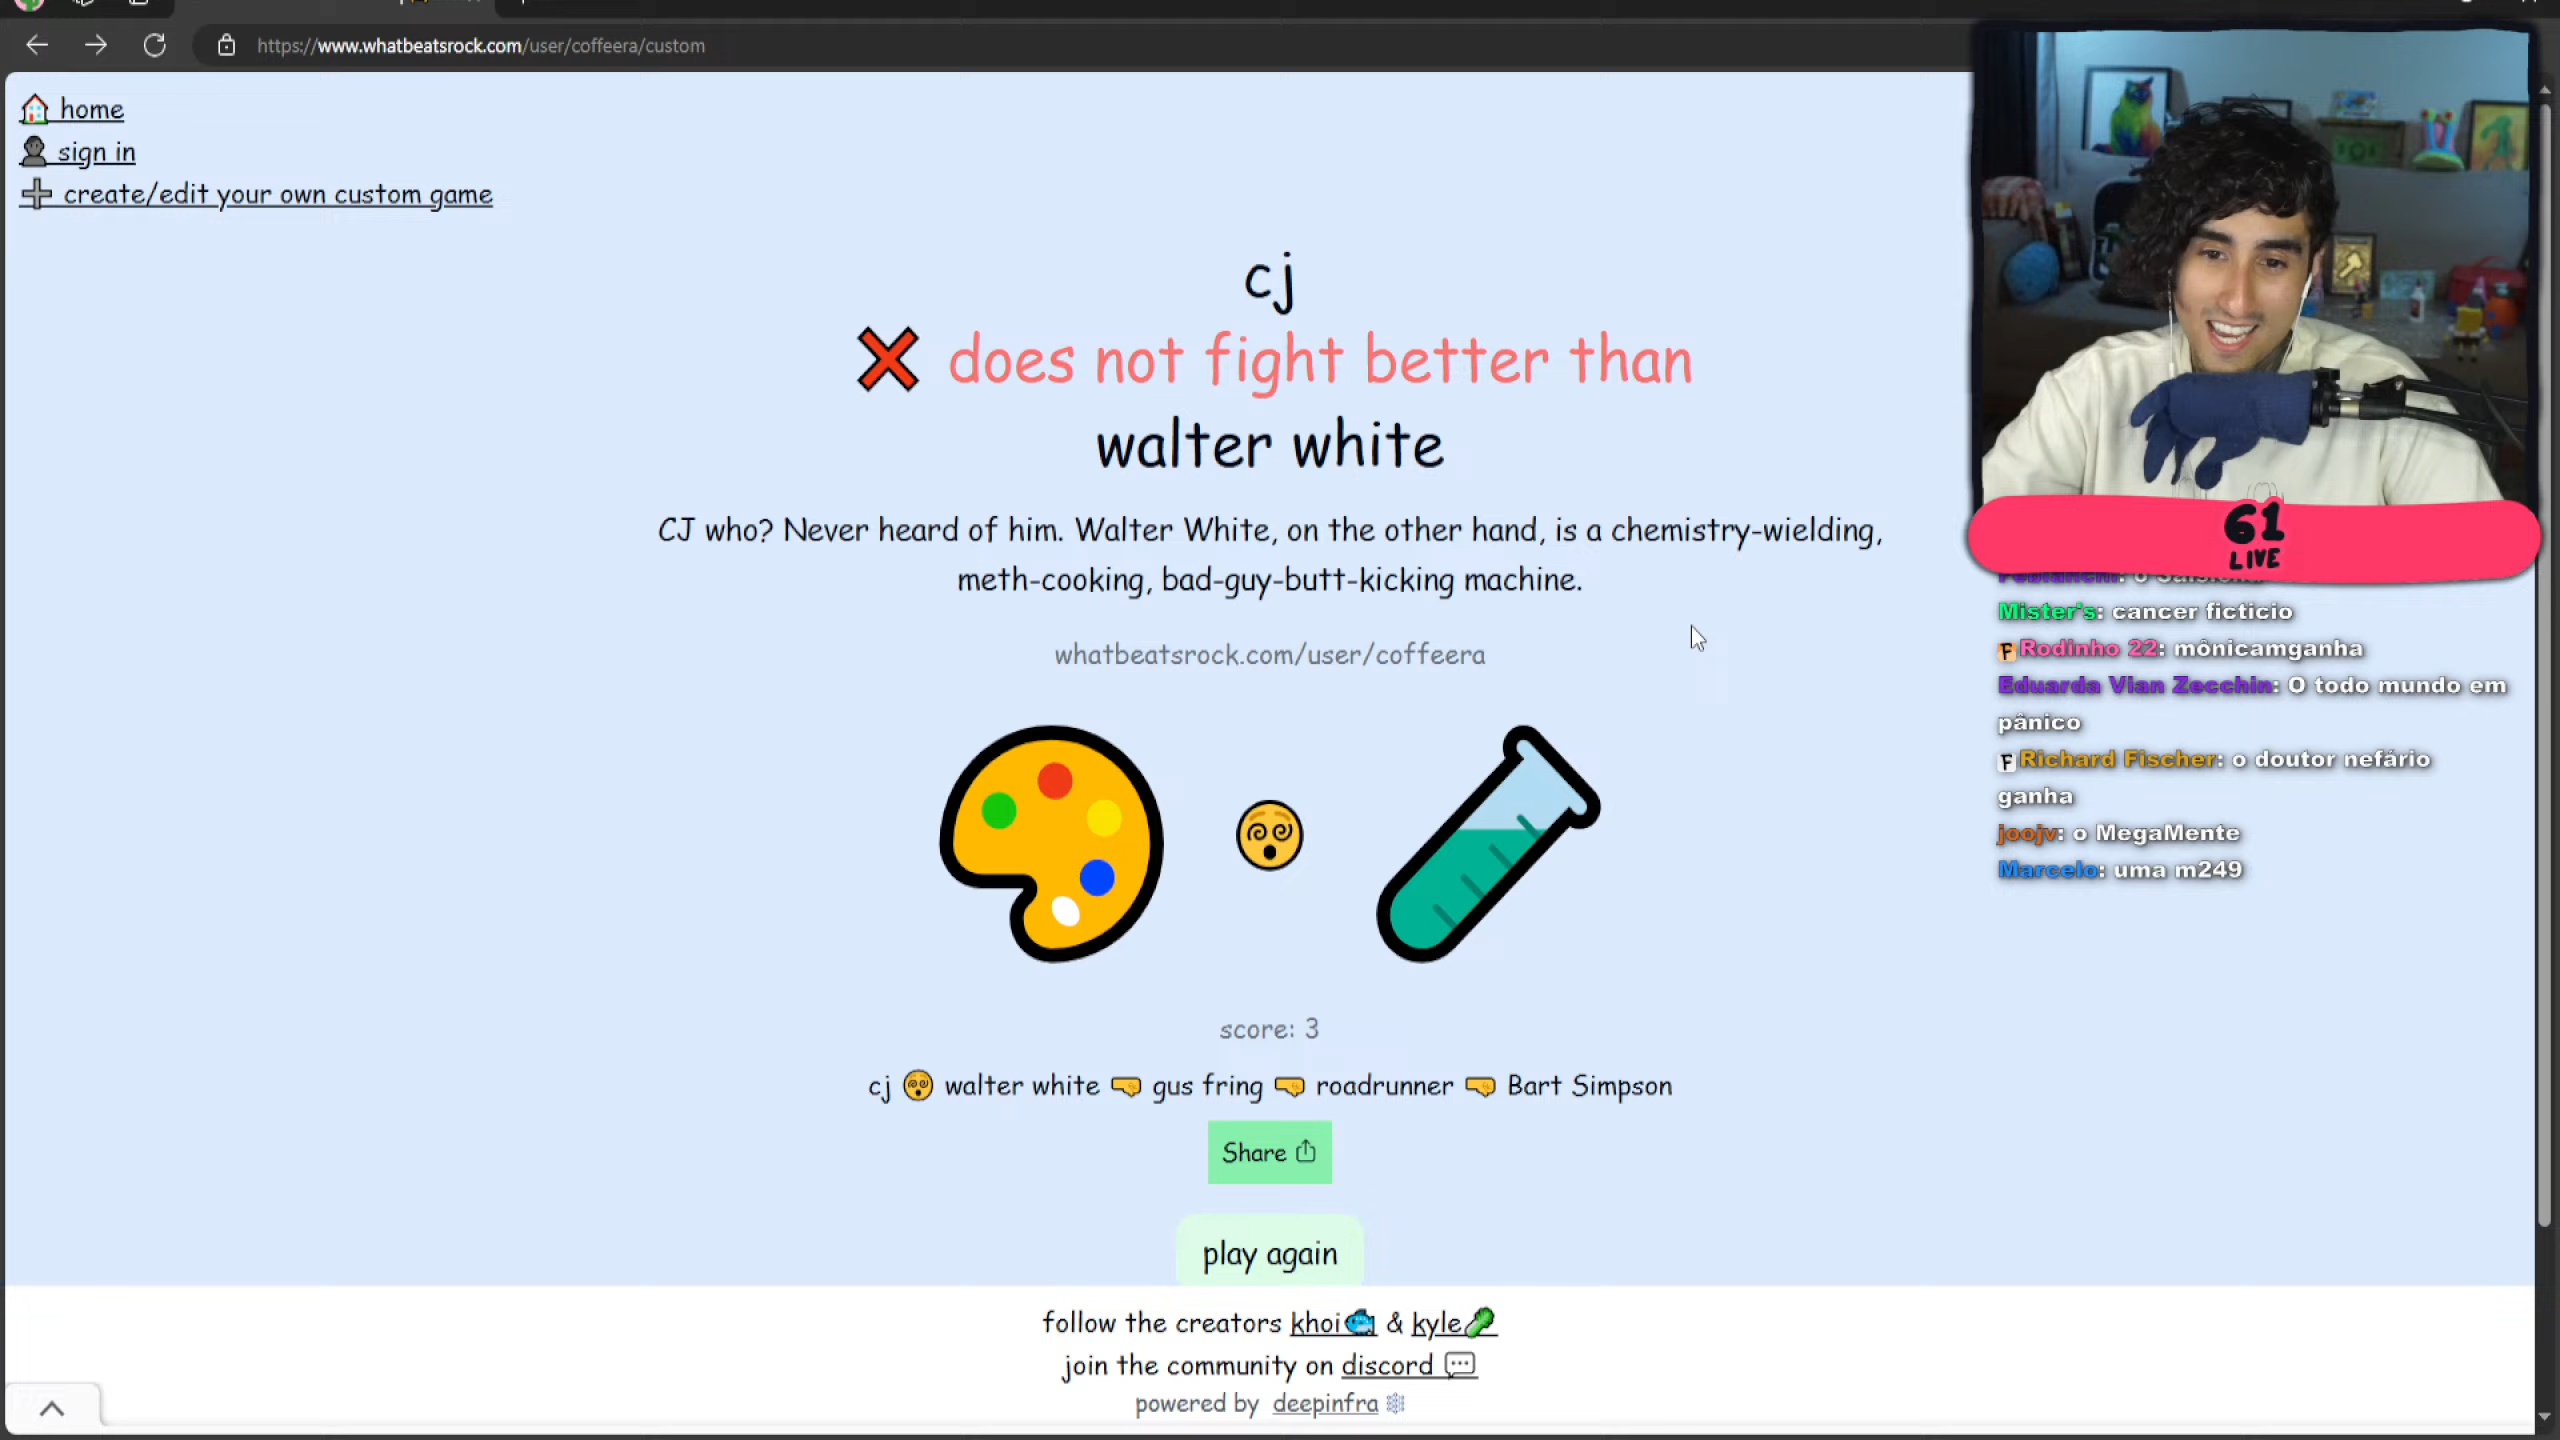 https://www.whatbeatsrock.com/user/coffeera/custom
home
sign in
create/edit your own custom game
cj
does not fight better than
walter white
CJ who? Never heard of him. Walter White, on the other hand, is a chemistry-wielding,
meth-cooking, bad-guy-butt-kicking machine.
whatbeatsrock.com/user/coffeera
score: 3
cj walter white gus fring roadrunner Bart Simpson
Share
play again
follow the creators khoi & kyle
join the community on discord
powered by deepinfra
61
LIVE
Mister's: cancer ficticio
F Rodinho 22: mônicamganha
Eduarda Vian Zecchin: O todo mundo em
pânico
F Richard Fischer: o doutor nefário
ganha
joojv: o MegaMente
Marcelo: uma m249